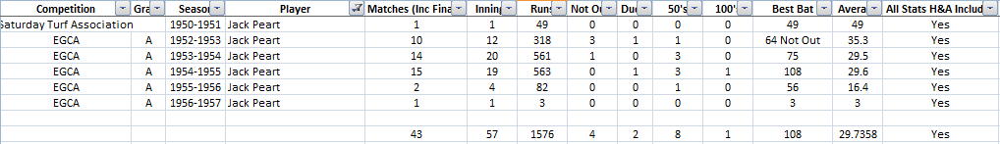 Competition Gra Season Player Matches (Inc Fina Inning Runs Not Ou Duc 50's 100' Best Bat Avera All Stats H&A Includ
Saturday Turf Association 1950-1951 Jack Peart 1 1 49 0 0 0 0 49 49 Yes
EGCA A 1952-1953 Jack Peart 10 12 318 3 1 1 0 64 Not Out 35.3 Yes
EGCA A 1953-1954 Jack Peart 14 20 561 1 0 3 0 75 29.5 Yes
EGCA A 1954-1955 Jack Peart 15 19 563 0 1 3 1 108 29.6 Yes
EGCA A 1955-1956 Jack Peart 2 4 82 0 0 1 0 56 16.4 Yes
EGCA A 1956-1957 Jack Peart 1 1 3 0 0 0 0 3 3 Yes
43 57 1576 4 2 8 1 108 29.7358 Yes